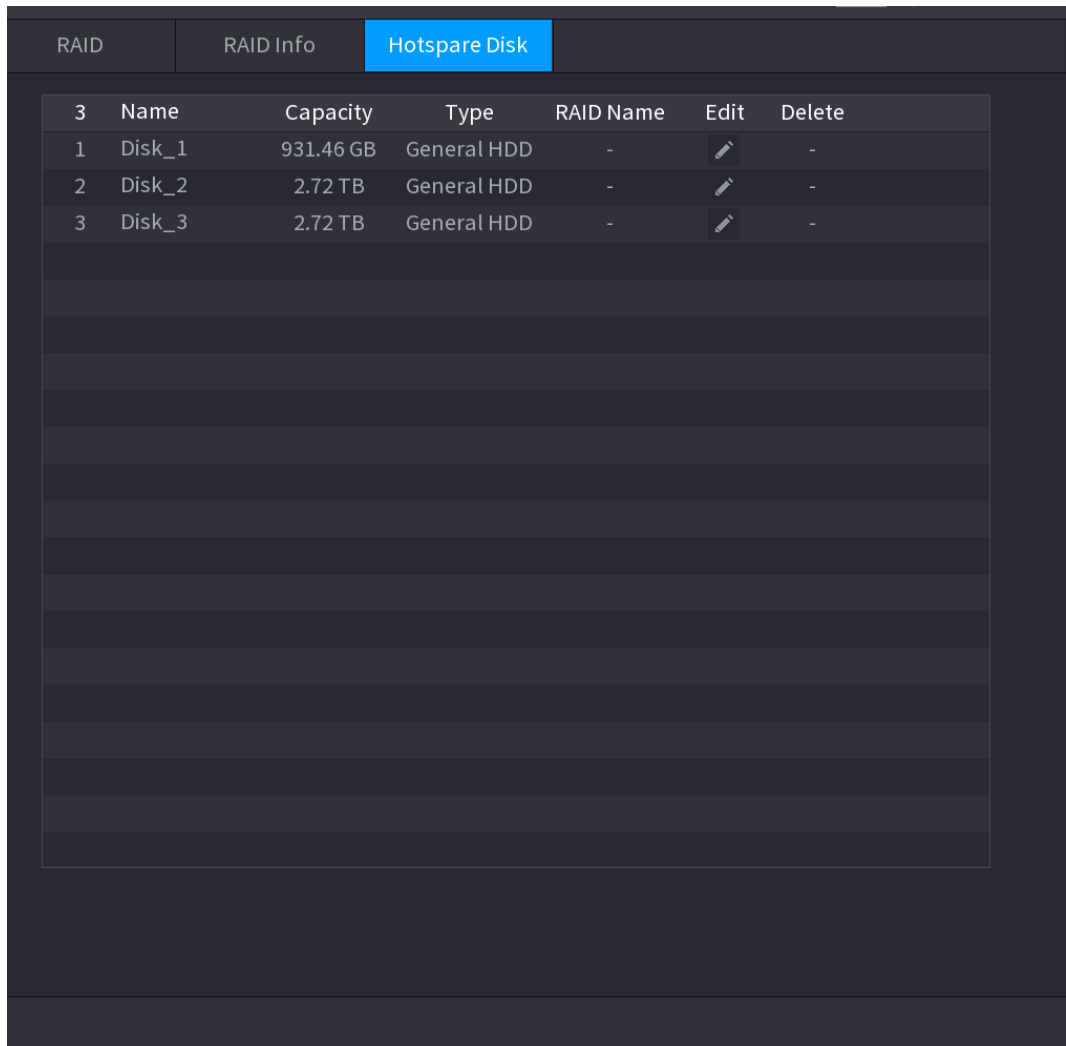 RAID RAID Info Hotspare Disk
3 Name Capacity Type RAID Name Edit Delete
1 Disk_1 931.46 GB General HDD - -
2 Disk_2 2.72 TB General HDD - -
3 Disk_3 2.72 TB General HDD - -